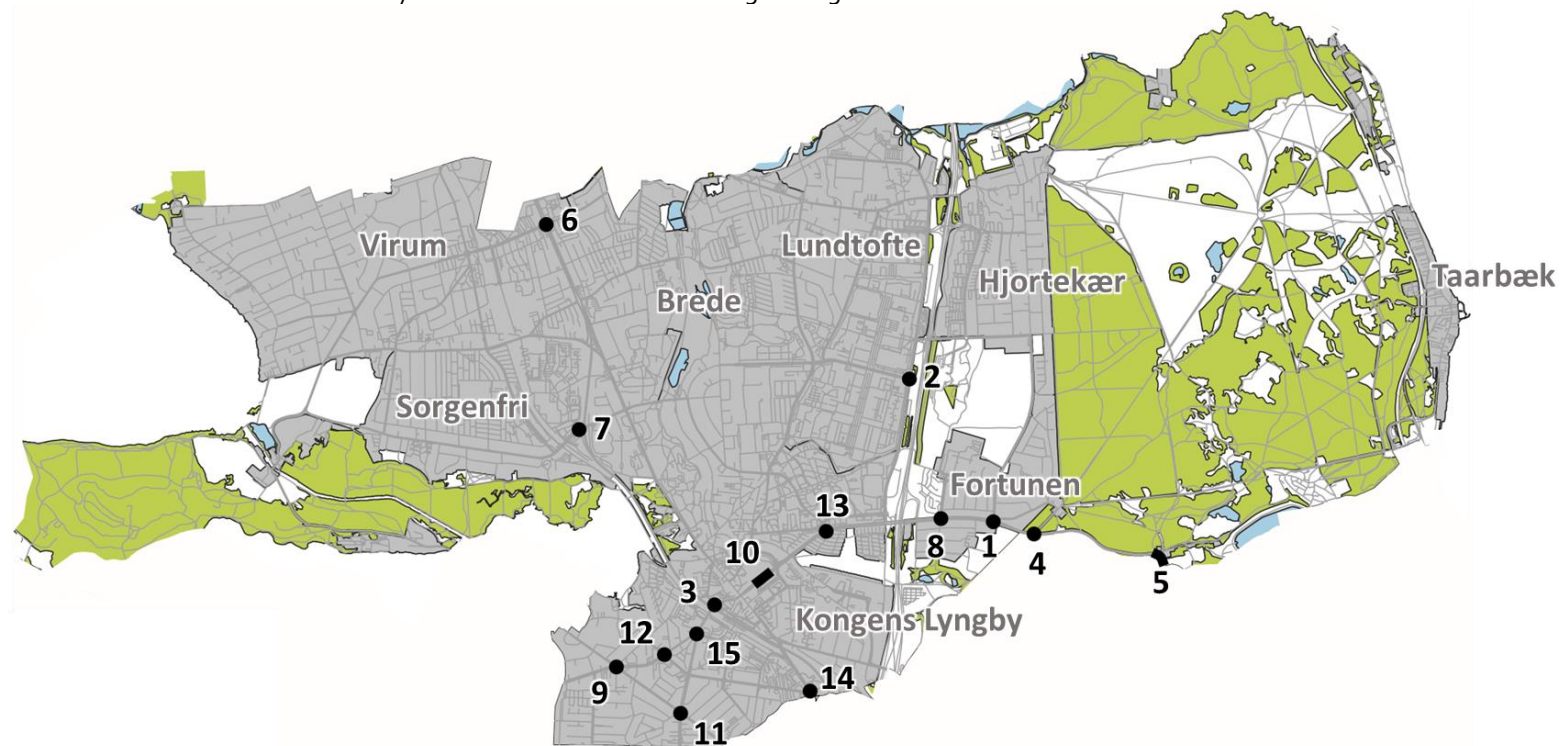 6
Virum
Lundtofte
Hjortekær
Taarbæk
Brede
2
Sorgenfri
7
Fortunen
13
8
1
4
10
5
3
Kongens Lyngby
12
15
9
14
11